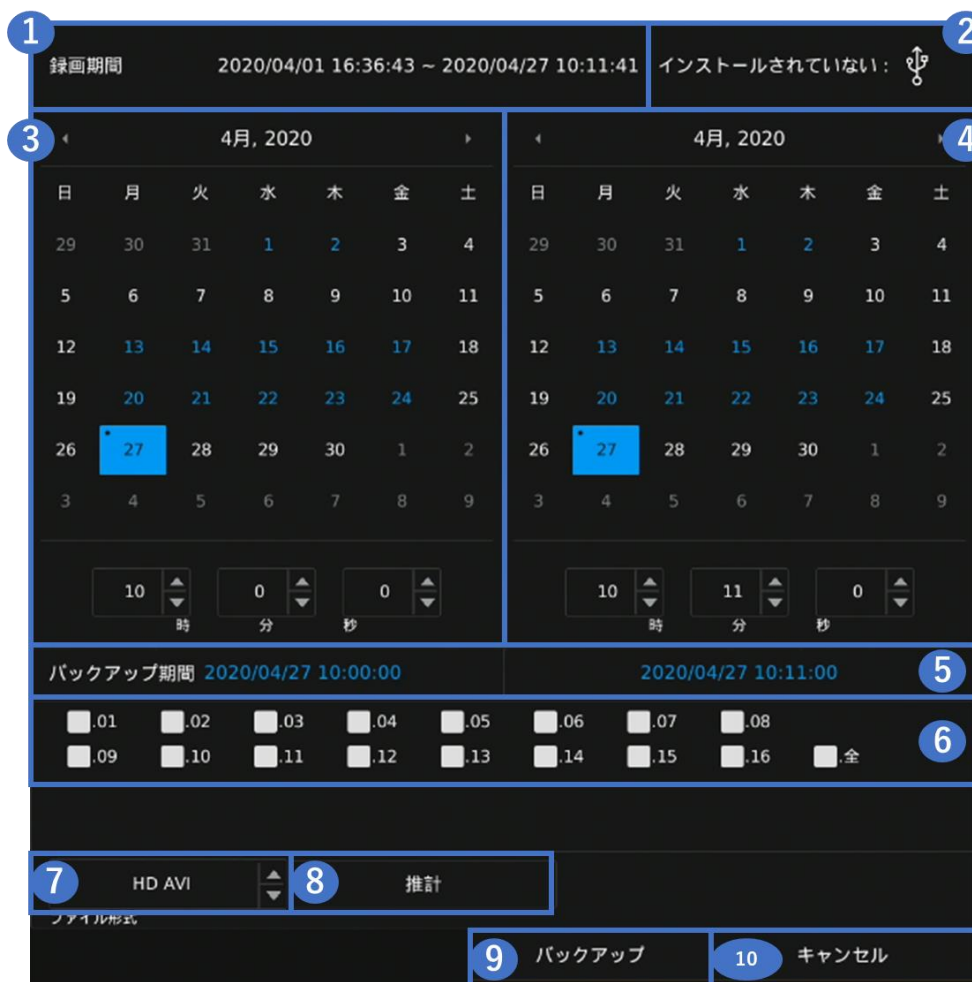 1
2
録画期間 2020/04/01 16:36:43 ~ 2020/04/27 10:11:41 インストールされていない :
3
4月, 2020
日 月 火 水 木 金 土
29 30 31 1 2 3 4
5 6 7 8 9 10 11
12 13 14 15 16 17 18
19 20 21 22 23 24 25
26 27 28 29 30 1 2
3 4 5 6 7 8 9
10 0 0
時 分 秒
4
4月, 2020
日 月 火 水 木 金 土
29 30 31 1 2 3 4
5 6 7 8 9 10 11
12 13 14 15 16 17 18
19 20 21 22 23 24 25
26 27 28 29 30 1 2
3 4 5 6 7 8 9
10 11 0
時 分 秒
バックアップ期間 2020/04/27 10:00:00 2020/04/27 10:11:00 5
.01 .02 .03 .04 .05 .06 .07 .08
.09 .10 .11 .12 .13 .14 .15 .16 .全
6
7 HD AVI 8 推計
ファイル形式
9 バックアップ 10 キャンセル